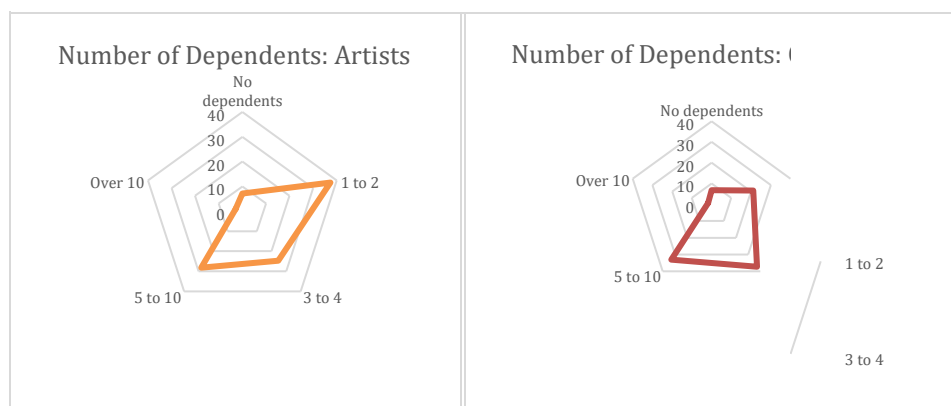 Number of Dependents: Artists
No
dependents
40
30
20
10
0
Over 10
1 to 2
5 to 10
3 to 4
Number of Dependents:
No dependents
40
30
20
10
0
Over 10
5 to 10
1 to 2
3 to 4